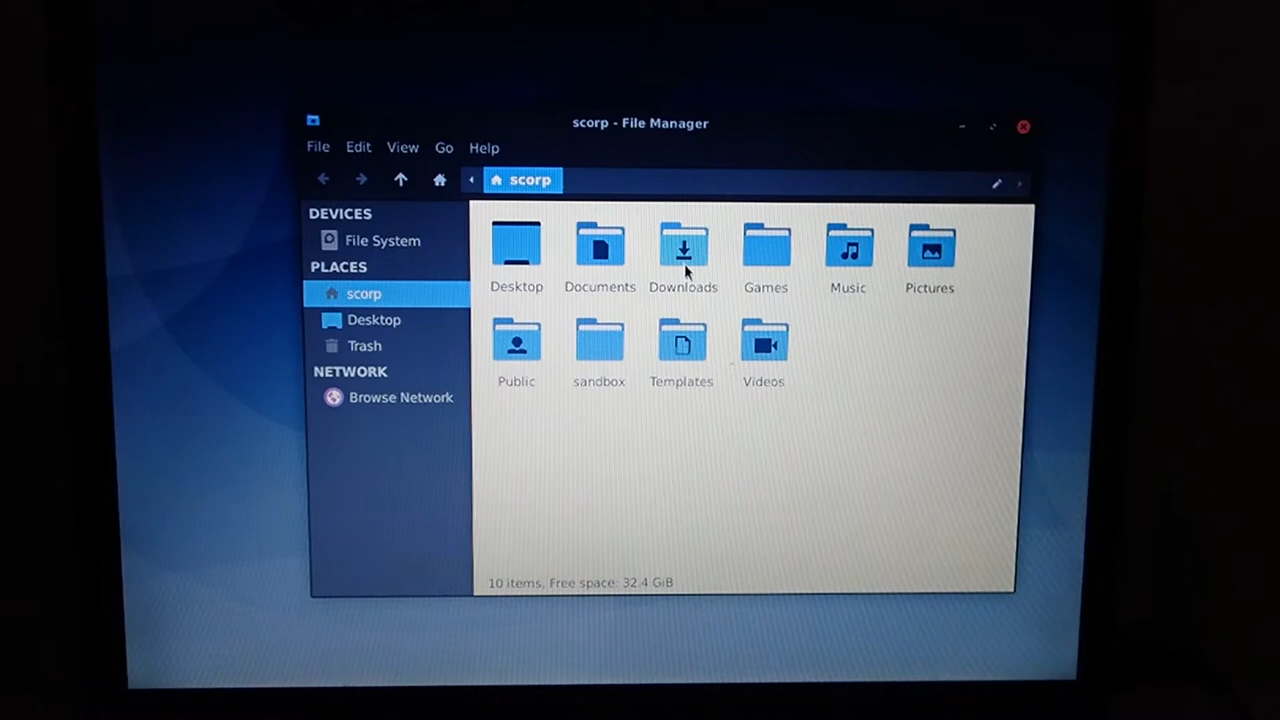 scorp - File Manager
File Edit View Go Help
scorp
DEVICES
File System
PLACES
scorp
Desktop
Trash
NETWORK
Browse Network
Desktop Documents Downloads Games Music Pictures
Public sandbox Templates Videos
10 items, Free space: 32.4 GiB